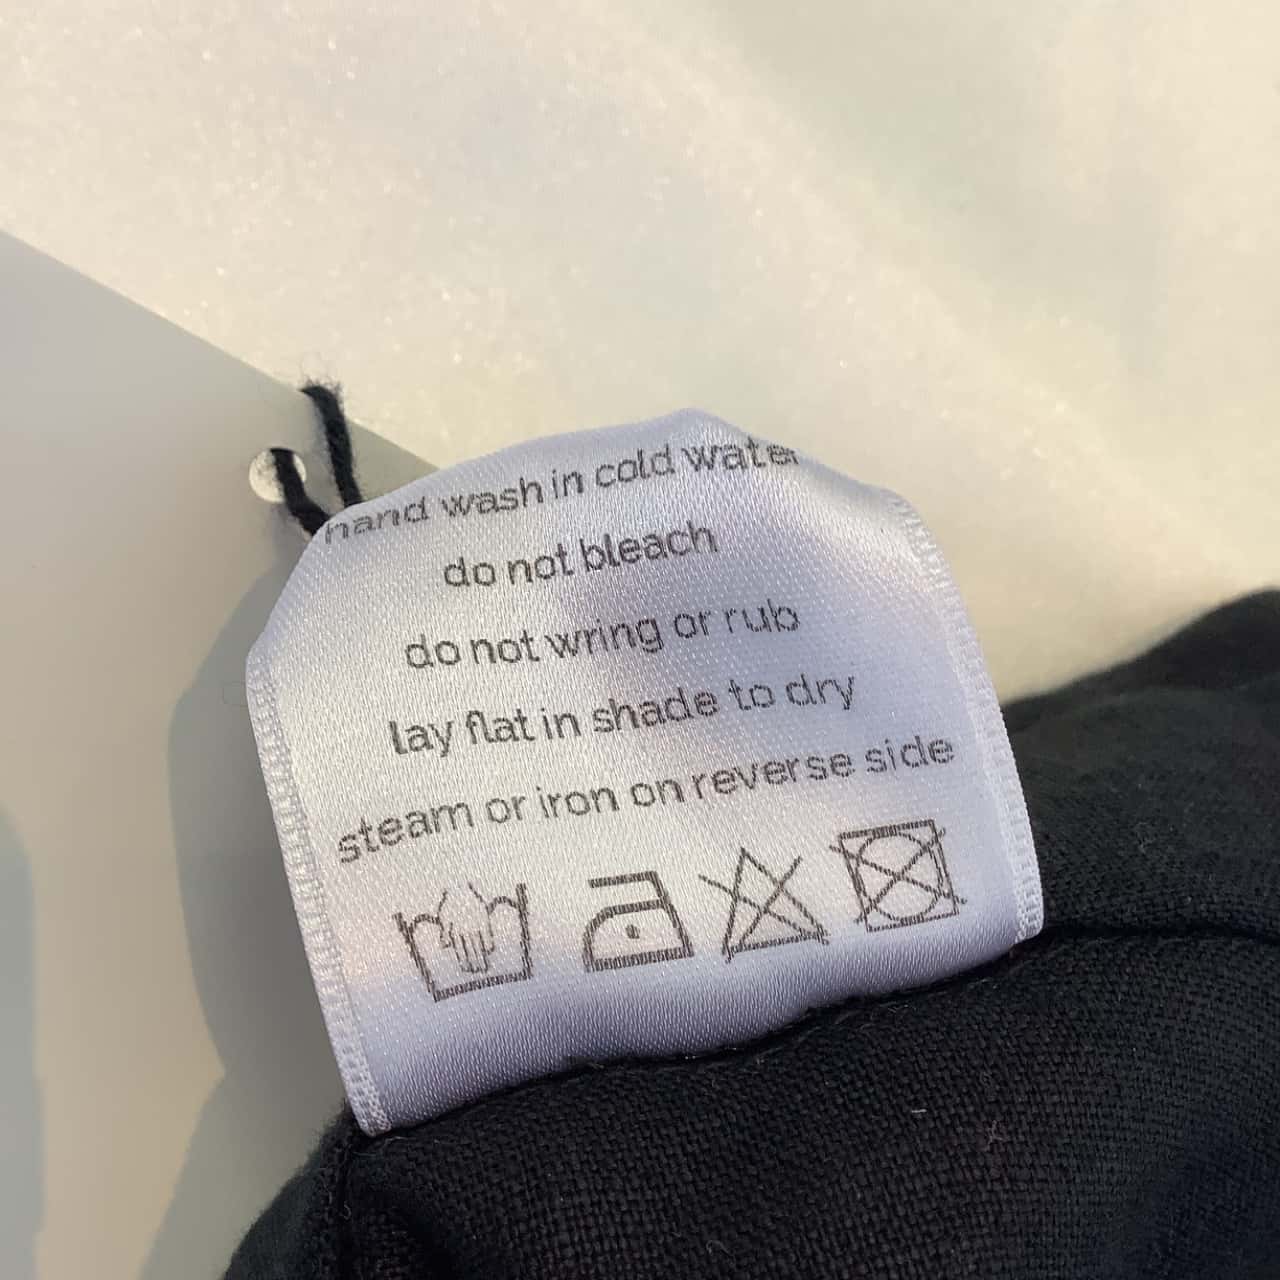 hand wash in cold water
do not bleach
do not wring or rub
lay flat in shade to dry
steam or iron on reverse side